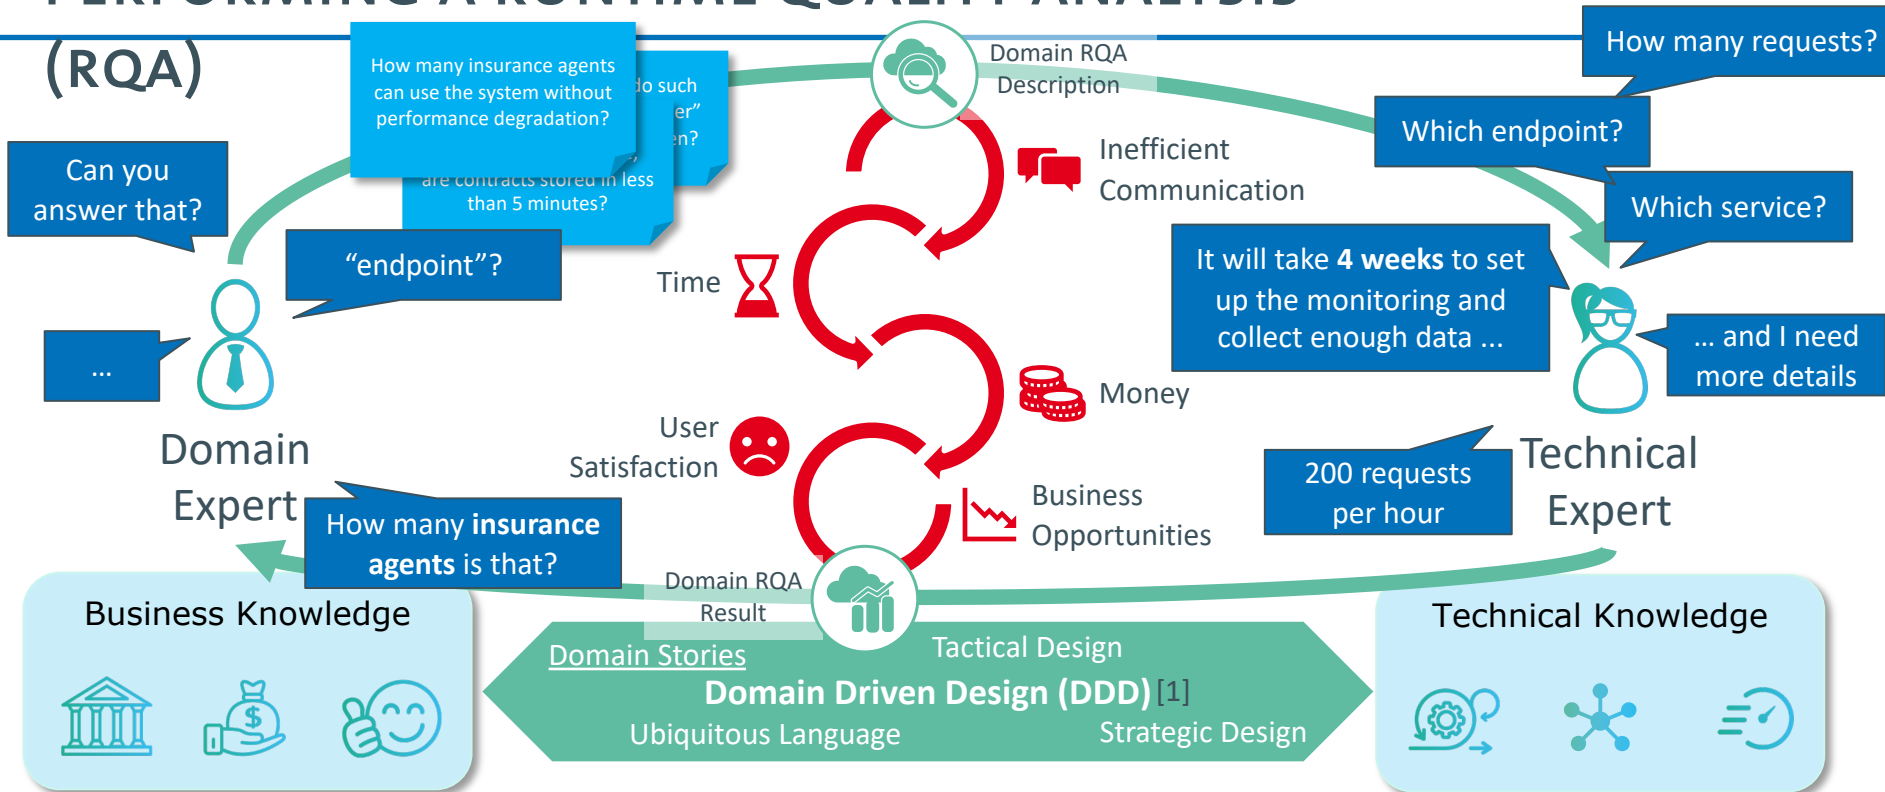 PERFORMING A RUNTIME QUALITY ANALYSIS
(RQA)
How many insurance agents
can use the system without
performance degradation?
do such
are contracts stored in less
than 5 minutes?
Domain RQA
Description
How many requests?
Which endpoint?
Which service?
Can you
answer that?
“endpoint”?
...
Inefficient
Communication
Time
Money
User
Satisfaction
Business
Opportunities
It will take 4 weeks to set
up the monitoring and
collect enough data ...
... and I need
more details
200 requests
per hour
Domain
Expert
Technical
Expert
How many insurance
agents is that?
Domain RQA
Result
Business Knowledge
Technical Knowledge
Domain Stories
Tactical Design
Domain Driven Design (DDD) [1]
Ubiquitous Language
Strategic Design
$